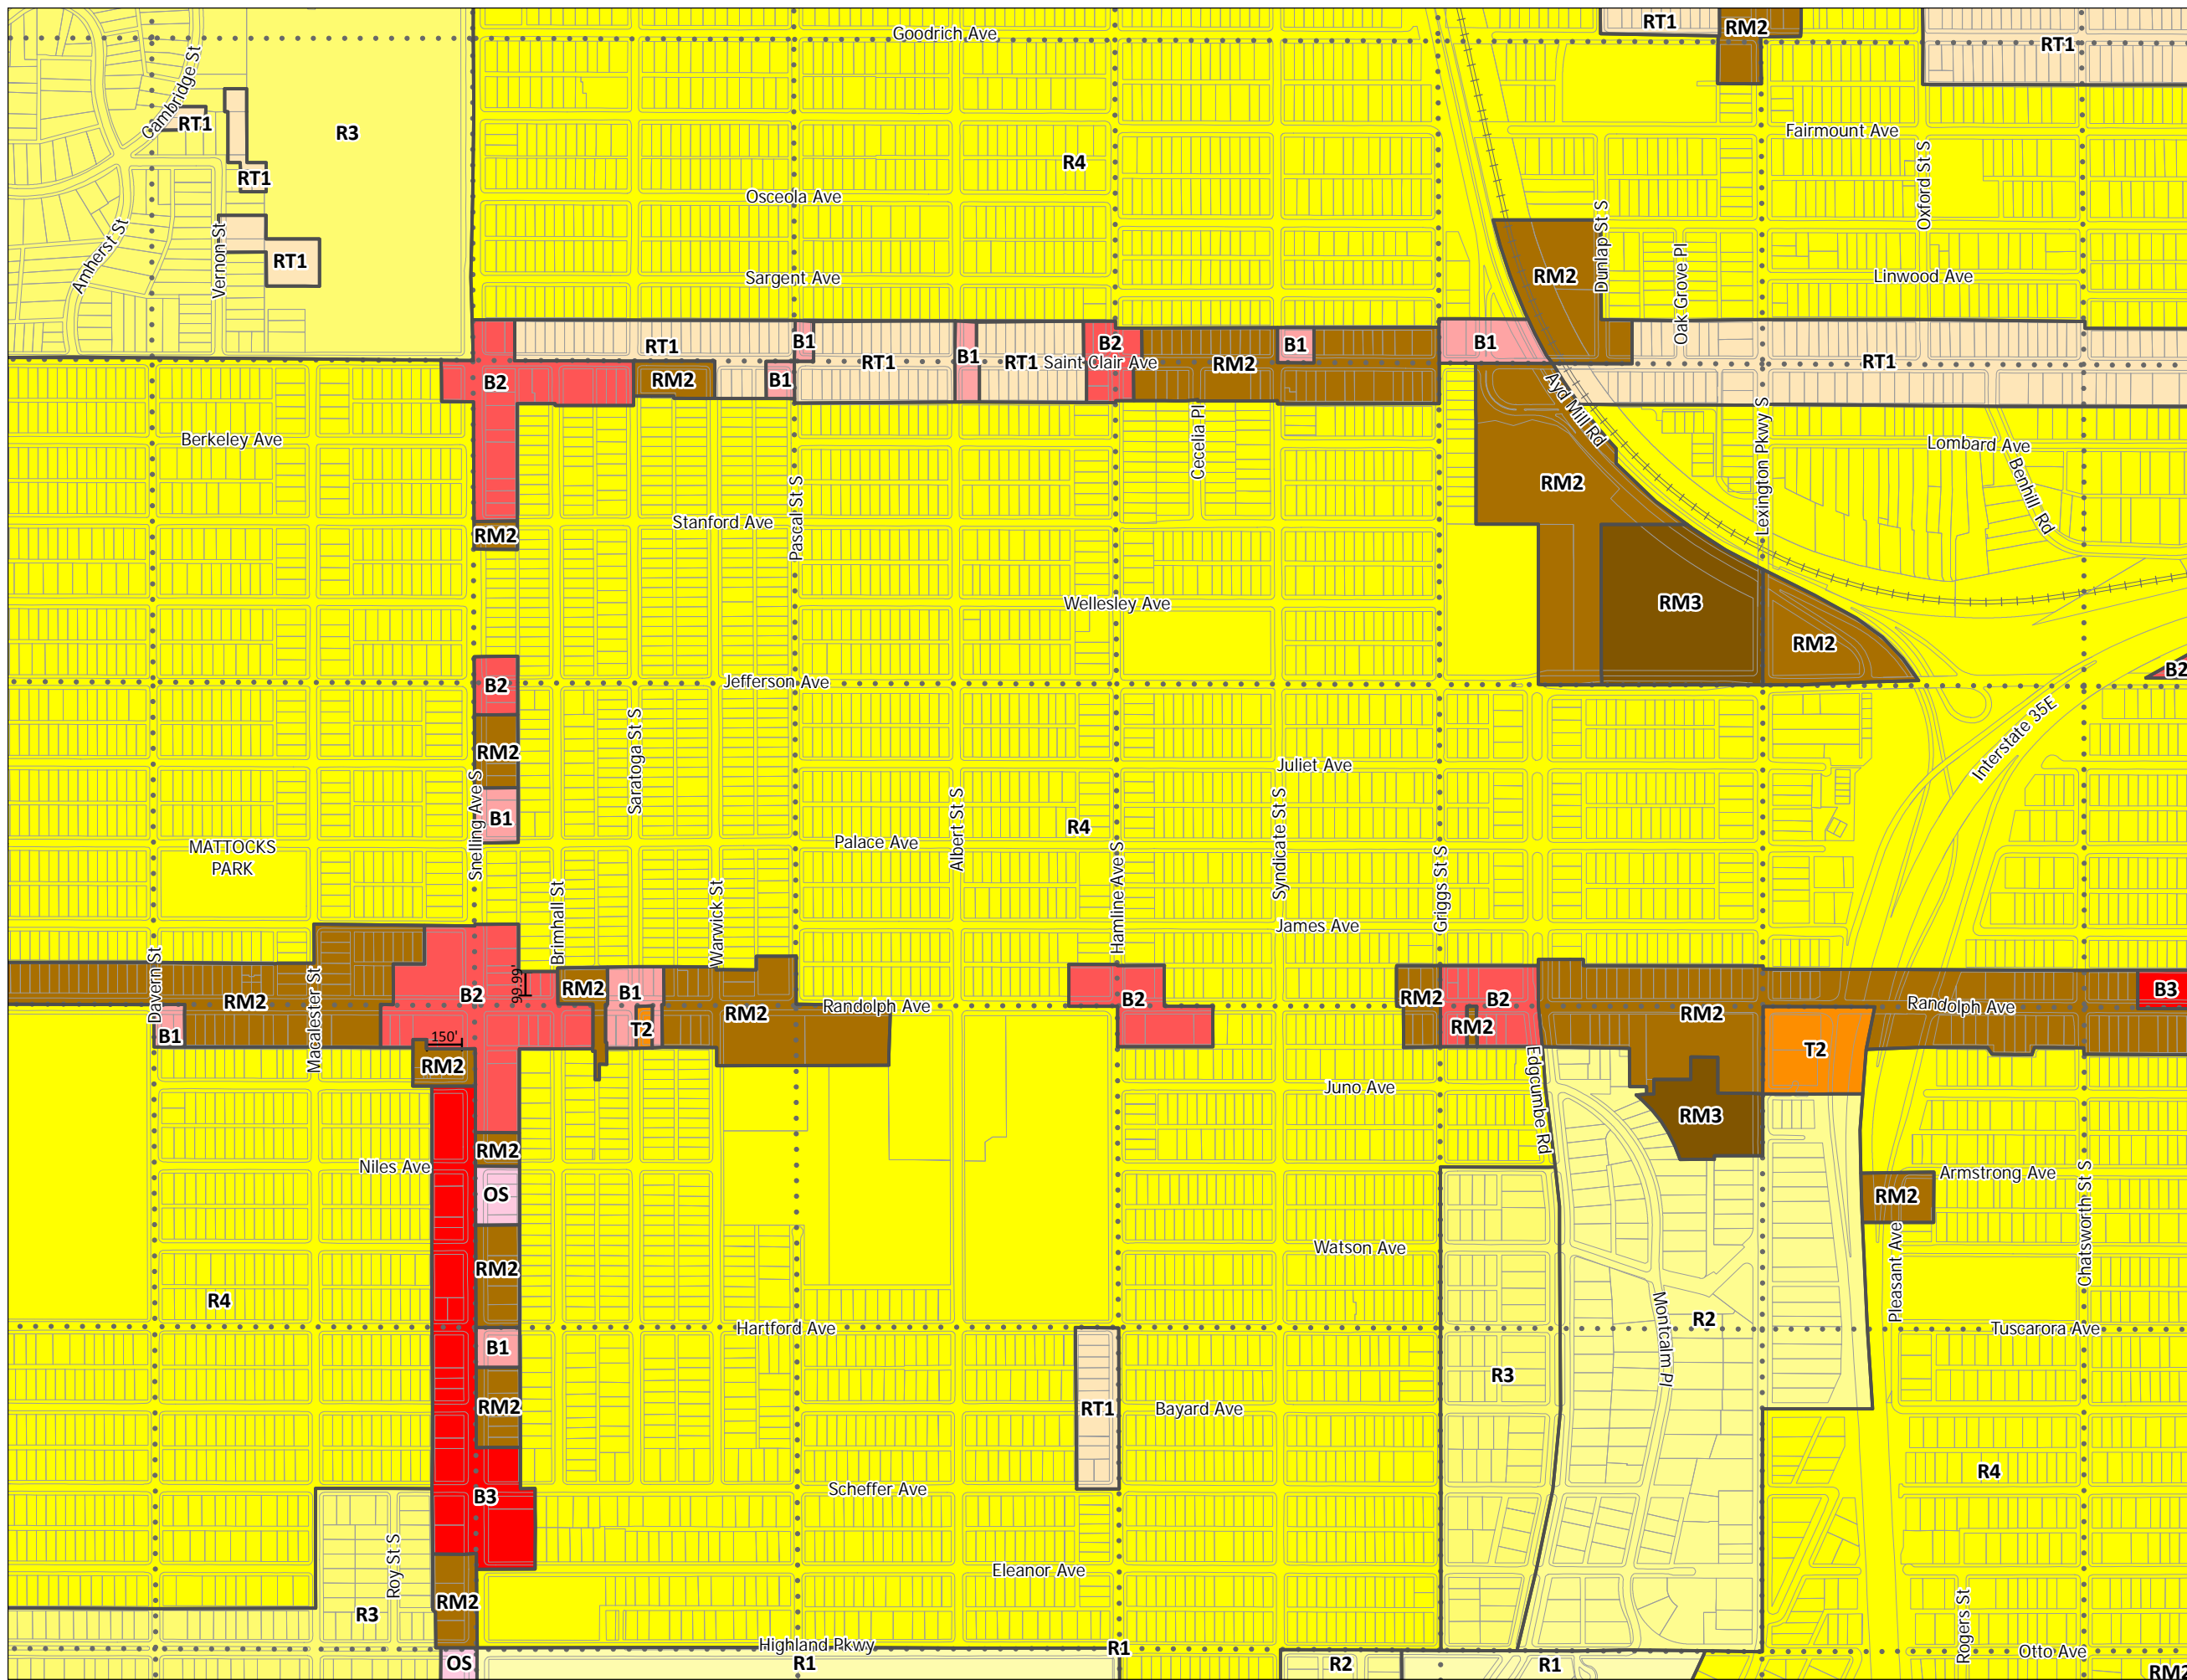 RT1
RM2
Goodrich Ave
RT1
Cambridge St
RT1
R3
Fairmount Ave
R4
RT1
Osceola Ave
Oxford St S
Amherst St
Vernon St
RT1
Sargent Ave
RM2
Dunlap St S
Oak Grove Pl
Linwood Ave
B1
RT1
B1
RT1
RT1
B2
Saint Clair Ave
RM2
B1
B1
RT1
B2
RM2
B1
Ayd Mill Rd
Berkeley Ave
Cecelia Pl
Lexington Pkwy S
Lombard Ave
Benhill Rd
RM2
Pascal St S
Stanford Ave
RM2
Wellesley Ave
RM3
RM2
B2
Jefferson Ave
B2
RM2
Saratoga St S
Interstate 35E
Juliet Ave
Snelling Ave S
B1
R4
Albert St S
Hamline Ave S
Syndicate St S
Griggs St S
MATTOCKS
PARK
Palace Ave
Brimhall St
Warwick St
James Ave
Davern St
Macalester St
RM2
B2
99.99'
RM2
B1
RM2
Randolph Ave
B2
RM2
B2
RM2
RM2
Randolph Ave
B3
B1
150'
T2
T2
RM2
Juno Ave
Edgcumbe Rd
RM3
RM2
Niles Ave
OS
Armstrong Ave
RM2
Chatsworth St S
Pleasant Ave
RM2
Watson Ave
R4
Montcalm Pl
R2
Hartford Ave
Tuscarora Ave
B1
R3
RM2
RT1
Bayard Ave
R4
B3
Scheffer Ave
Roy St S
Eleanor Ave
RM2
R3
Rogers St
Highland Pkwy
R1
Otto Ave
OS
R1
R2
R1
RM2